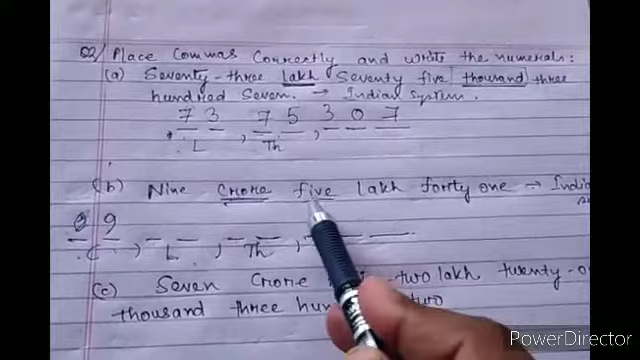 Q2/ Place Commas Correctly and write the numerals:
(a) Seventy-three lakh Seventy five thousand three
hundred Seven. → Indian System.
7 3 7 5 3 0 7
L , Th ,
(b) Nine Crore five lakh forty one →
9
C , L , Th ,
(c) Seven Crore two lakh twenty-
thousand three two
PowerDirector